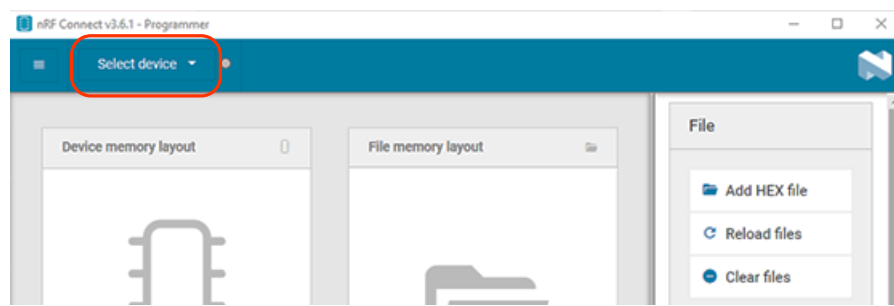 nRF Connect v3.6.1 - Programmer
Select device
Device memory layout
File memory layout
File
Add HEX file
Reload files
Clear files